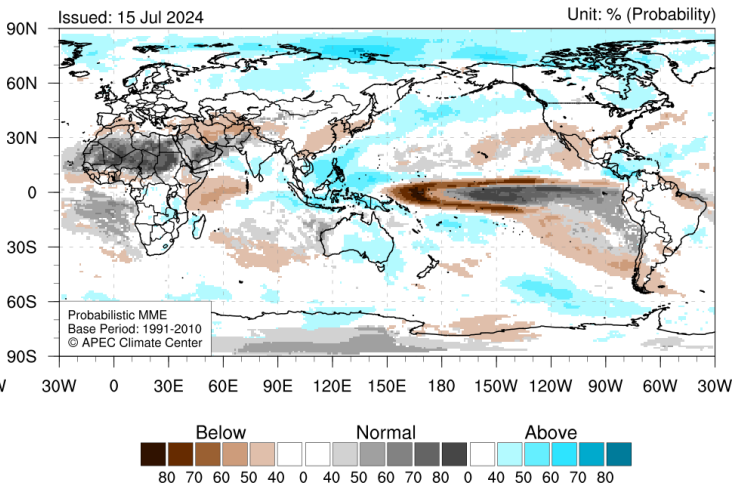 Issued: 15 Jul 2024
Unit: % (Probability)
90N
60N
30N
0
30S
60S
90S
Probabilistic MME
Base Period: 1991-2010
© APEC Climate Center
W 30W 0 30E 60E 90E 120E 150E 180 150W 120W 90W 60W 30W
Below Normal Above
80 70 60 50 40 0 40 50 60 70 80 0 40 50 60 70 80